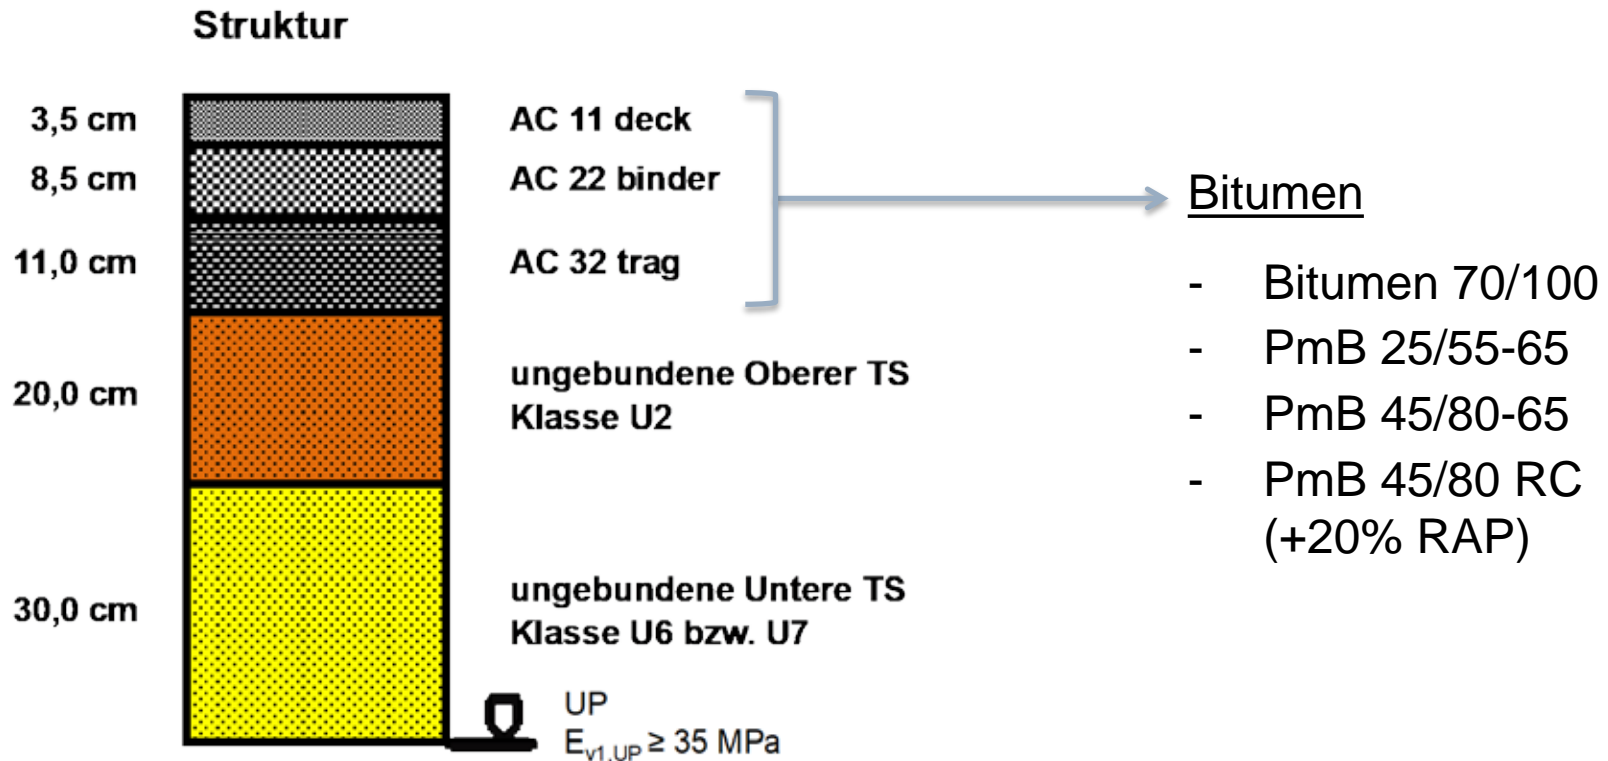 Struktur
3,5 cm
AC 11 deck
8,5 cm
AC 22 binder
11,0 cm
AC 32 trag
20,0 cm
ungebundene Oberer TS
Klasse U2
30,0 cm
ungebundene Untere TS
Klasse U6 bzw. U7
UP
Ev1,UP ≥ 35 MPa
Bitumen
- Bitumen 70/100
- PmB 25/55-65
- PmB 45/80-65
- PmB 45/80 RC
(+20% RAP)